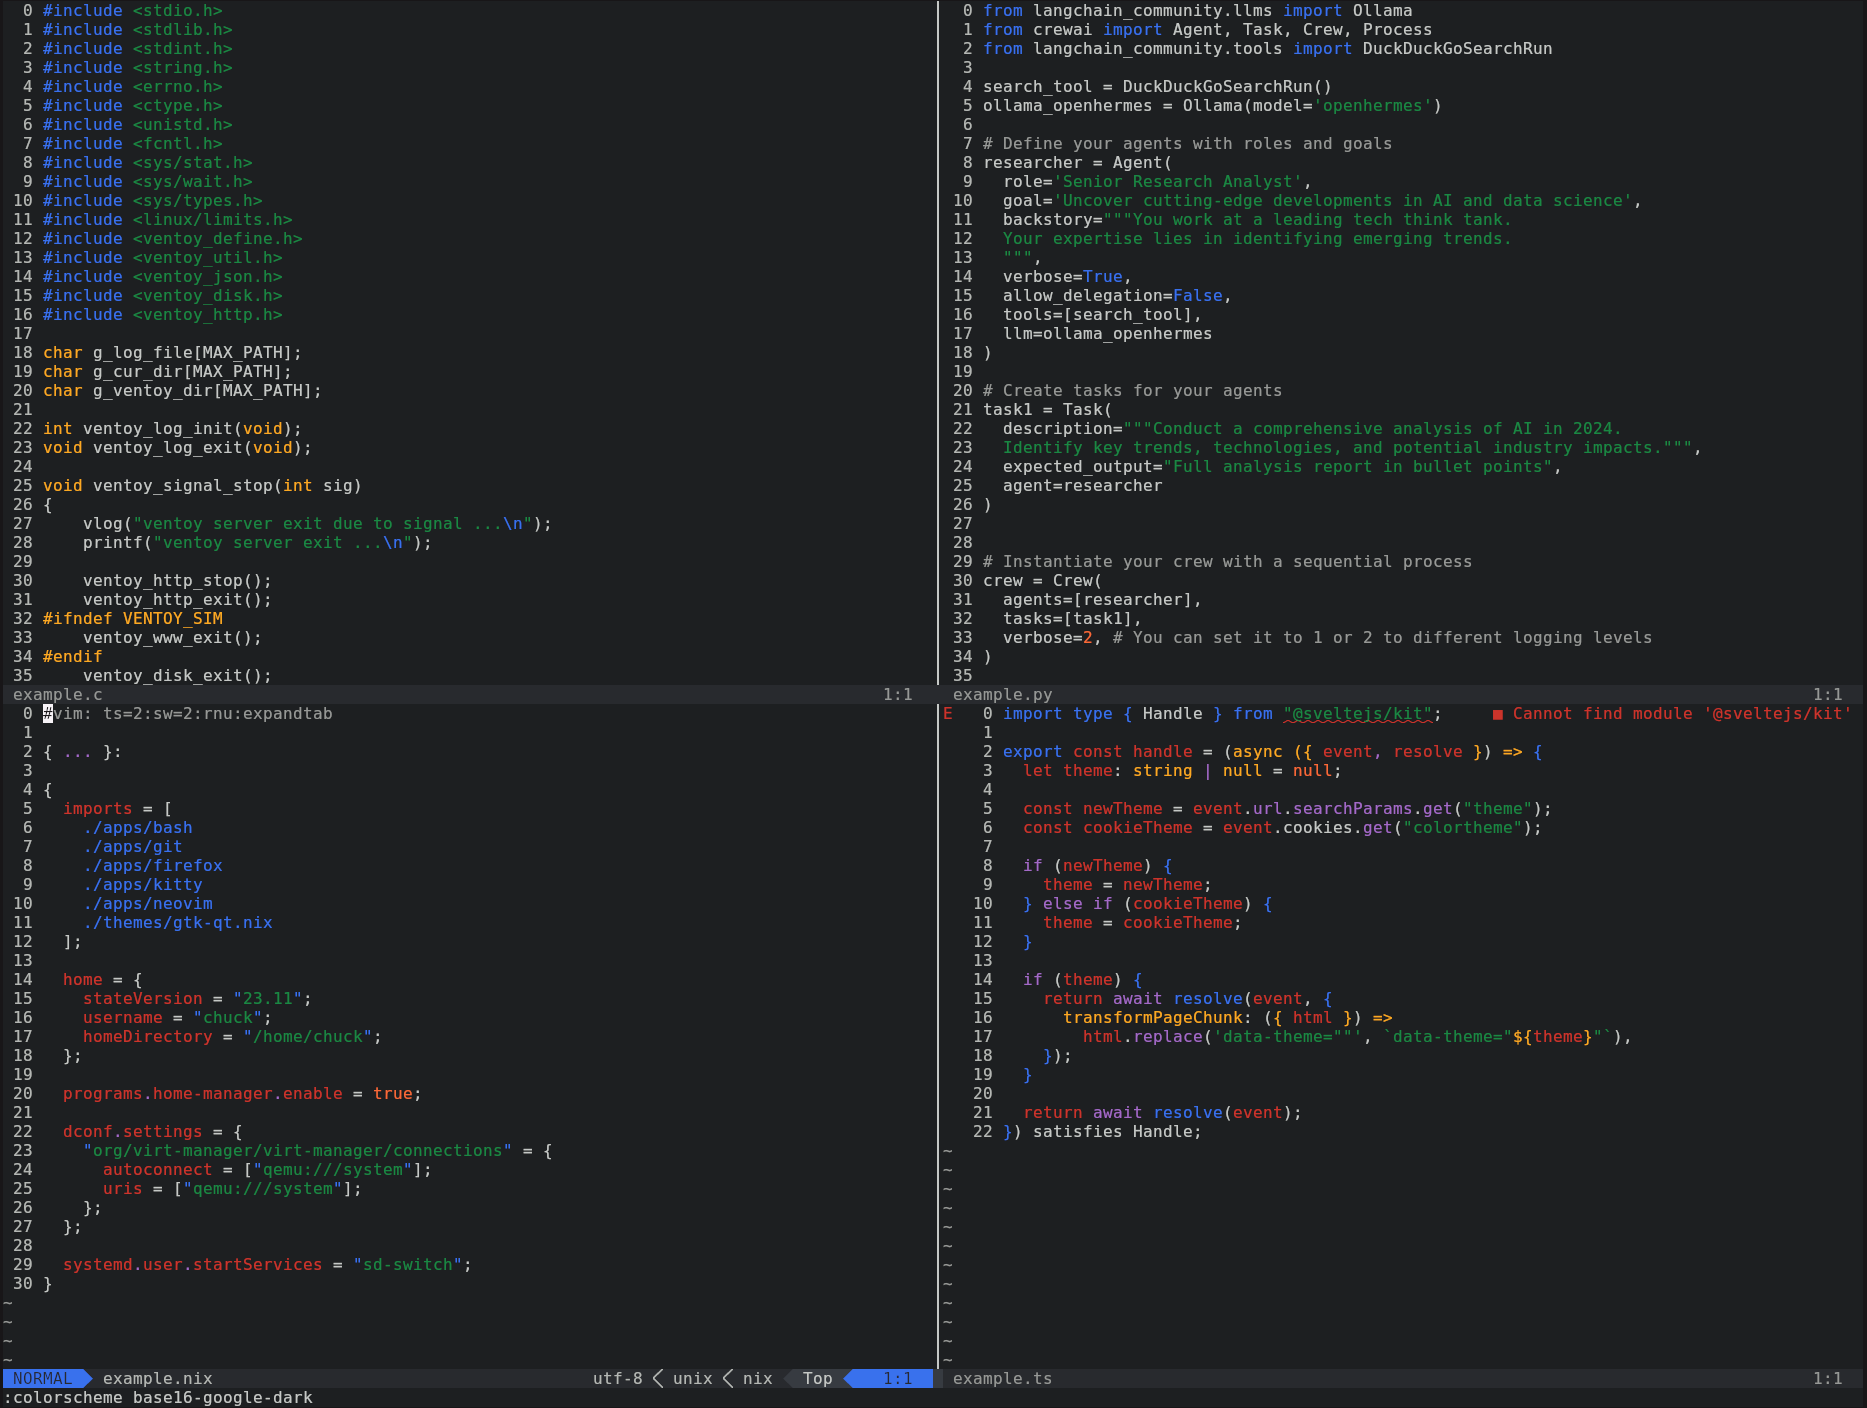 0 #include <stdio.h>
1 #include <stdlib.h>
2 #include <stdint.h>
3 #include <string.h>
4 #include <errno.h>
5 #include <ctype.h>
6 #include <unistd.h>
7 #include <fcntl.h>
8 #include <sys/stat.h>
9 #include <sys/wait.h>
10 #include <sys/types.h>
11 #include <linux/limits.h>
12 #include <ventoy_define.h>
13 #include <ventoy_util.h>
14 #include <ventoy_json.h>
15 #include <ventoy_disk.h>
16 #include <ventoy_http.h>
17
18 char g_log_file[MAX_PATH];
19 char g_cur_dir[MAX_PATH];
20 char g_ventoy_dir[MAX_PATH];
21
22 int ventoy_log_init(void);
23 void ventoy_log_exit(void);
24
25 void ventoy_signal_stop(int sig)
26 {
27     vlog("ventoy server exit due to signal ...\n");
28     printf("ventoy server exit ...\n");
29
30     ventoy_http_stop();
31     ventoy_http_exit();
32 #ifndef VENTOY_SIM
33     ventoy_www_exit();
34 #endif
35     ventoy_disk_exit();
example.c 1:1
0 from langchain_community.llms import Ollama
1 from crewai import Agent, Task, Crew, Process
2 from langchain_community.tools import DuckDuckGoSearchRun
3
4 search_tool = DuckDuckGoSearchRun()
5 ollama_openhermes = Ollama(model='openhermes')
6
7 # Define your agents with roles and goals
8 researcher = Agent(
9   role='Senior Research Analyst',
10   goal='Uncover cutting-edge developments in AI and data science',
11   backstory="""You work at a leading tech think tank.
12   Your expertise lies in identifying emerging trends.
13   """,
14   verbose=True,
15   allow_delegation=False,
16   tools=[search_tool],
17   llm=ollama_openhermes
18 )
19
20 # Create tasks for your agents
21 task1 = Task(
22   description="""Conduct a comprehensive analysis of AI in 2024.
23   Identify key trends, technologies, and potential industry impacts.""",
24   expected_output="Full analysis report in bullet points",
25   agent=researcher
26 )
27
28
29 # Instantiate your crew with a sequential process
30 crew = Crew(
31   agents=[researcher],
32   tasks=[task1],
33   verbose=2, # You can set it to 1 or 2 to different logging levels
34 )
35
example.py 1:1
0 #vim: ts=2:sw=2:rnu:expandtab
1
2 { ... }:
3
4 {
5   imports = [
6     ./apps/bash
7     ./apps/git
8     ./apps/firefox
9     ./apps/kitty
10     ./apps/neovim
11     ./themes/gtk-qt.nix
12   ];
13
14   home = {
15     stateVersion = "23.11";
16     username = "chuck";
17     homeDirectory = "/home/chuck";
18   };
19
20   programs.home-manager.enable = true;
21
22   dconf.settings = {
23     "org/virt-manager/virt-manager/connections" = {
24       autoconnect = ["qemu:///system"];
25       uris = ["qemu:///system"];
26     };
27   };
28
29   systemd.user.startServices = "sd-switch";
30 }
~
~
~
~
NORMAL example.nix utf-8 unix nix Top 1:1
E 0 import type { Handle } from "@sveltejs/kit";     ■ Cannot find module '@sveltejs/kit'
1
2 export const handle = (async ({ event, resolve }) => {
3   let theme: string | null = null;
4
5   const newTheme = event.url.searchParams.get("theme");
6   const cookieTheme = event.cookies.get("colortheme");
7
8   if (newTheme) {
9     theme = newTheme;
10   } else if (cookieTheme) {
11     theme = cookieTheme;
12   }
13
14   if (theme) {
15     return await resolve(event, {
16       transformPageChunk: ({ html }) =>
17         html.replace('data-theme=""', `data-theme="${theme}"`),
18     });
19   }
20
21   return await resolve(event);
22 }) satisfies Handle;
~
~
~
~
~
~
~
~
~
~
~
~
example.ts 1:1
:colorscheme base16-google-dark